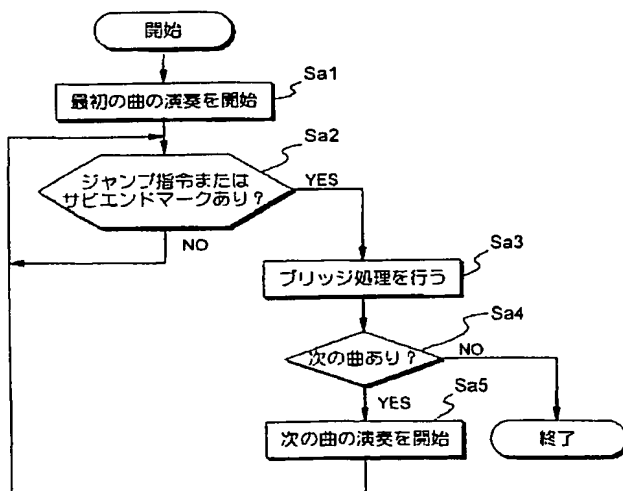 開始
Sa1
最初の曲の演奏を開始
Sa2
ジャンプ指令または
サビエンドマークあり?
YES
NO
Sa3
ブリッジ処理を行う
Sa4
次の曲あり?
NO
YES
Sa5
次の曲の演奏を開始
終了